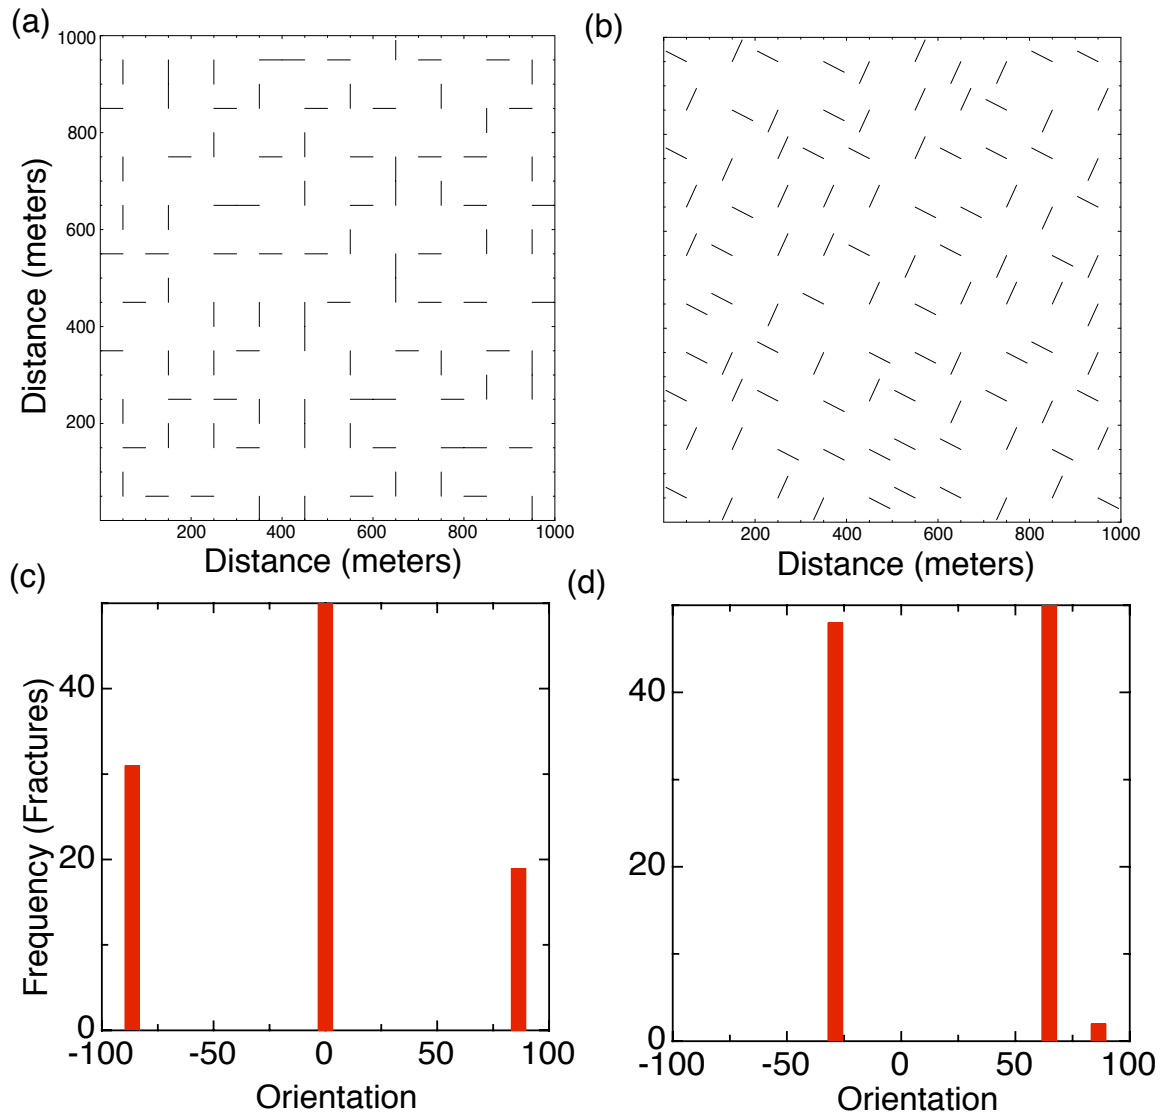 (a)
(b)
1000
800
600
400
200
Distance (meters)
200 400 600 800 1000
Distance (meters)
200 400 600 800 1000
Distance (meters)
(c)
(d)
40
20
0
Frequency (Fractures)
-100 -50 0 50 100
Orientation
40
20
0
-100 -50 0 50 100
Orientation